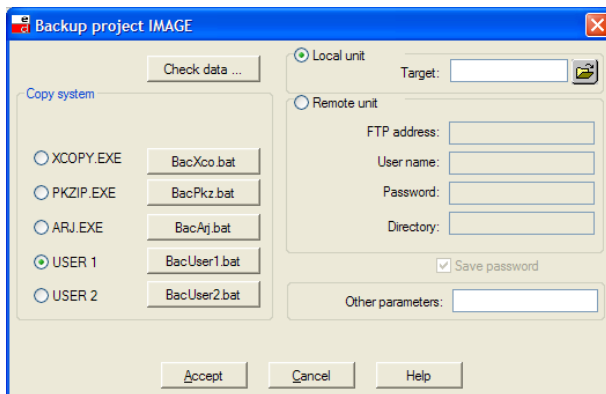 Backup project IMAGE
Check data ...
Copy system
XCOPY.EXE BacXco.bat
PKZIP.EXE BacPkz.bat
ARJ.EXE BacArj.bat
USER 1 BacUser1.bat
USER 2 BacUser2.bat
Local unit
Target:
Remote unit
FTP address:
User name:
Password:
Directory:
Save password
Other parameters:
Accept Cancel Help